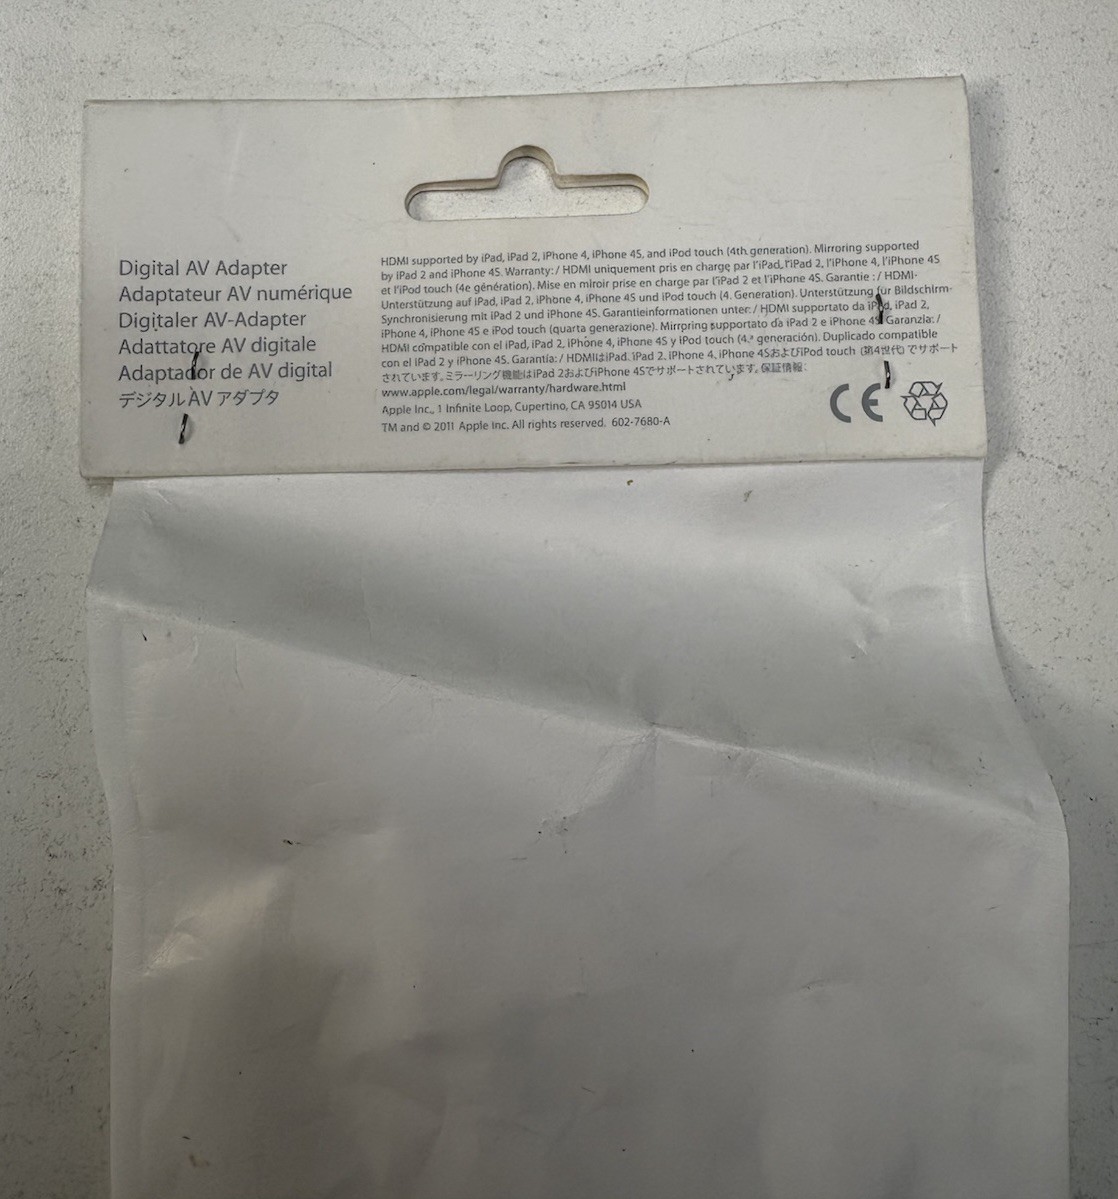 Digital AV Adapter
Adaptateur AV numérique
Digitaler AV-Adapter
Adattatore AV digitale
Adaptador de AV digital
デジタル AV アダプタ
HDMI supported by iPad, iPad 2, iPhone 4, iPhone 4S, and iPod touch (4th generation). Mirroring supported
by iPad 2 and iPhone 4S. Warranty: / HDMI uniquement pris en charge par l'iPad, l'iPad 2, l'iPhone 4, l'iPhone 4S
et l'iPod touch (4e génération). Mise en miroir prise en charge par l'iPad 2 et l'iPhone 4S. Garantie : / HDMI-
Unterstützung auf iPad, iPad 2, iPhone 4, iPhone 4S und iPod touch (4. Generation). Unterstützung für Bildschirm-
Synchronisierung mit iPad 2 und iPhone 4S. Garantieinformationen unter: / HDMI supportato da iPad, iPad 2,
iPhone 4, iPhone 4S e iPod touch (quarta generazione). Mirroring supportato da iPad 2 e iPhone 4S. Garanzia: /
HDMI compatible con el iPad, iPad 2, iPhone 4, iPhone 4S y iPod touch (4.ª generación). Duplicado compatible
con el iPad 2 y iPhone 4S. Garantía: / HDMIはiPad、iPad 2、iPhone 4、iPhone 4SおよびiPod touch (第4世代) でサポート
されています。ミラーリング機能はiPad 2およびiPhone 4Sでサポートされています。保証情報:
www.apple.com/legal/warranty/hardware.html
Apple Inc., 1 Infinite Loop, Cupertino, CA 95014 USA
TM and © 2011 Apple Inc. All rights reserved. 602-7680-A
CE